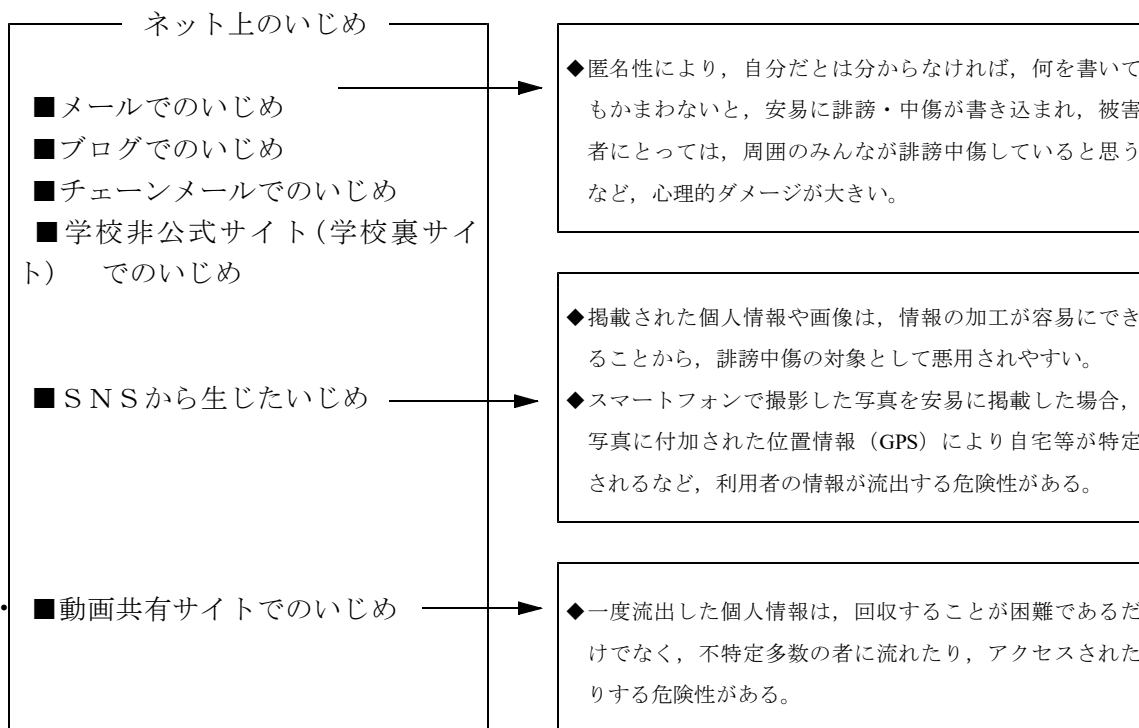 ネット上のいじめ
■メールでのいじめ
■ブログでのいじめ
■チェーンメールでのいじめ
■学校非公式サイト(学校裏サイ
ト) でのいじめ
■ＳＮＳから生じたいじめ
・ ■動画共有サイトでのいじめ
◆匿名性により，自分だとは分からなければ，何を書いて
もかまわないと，安易に誹謗・中傷が書き込まれ，被害
者にとっては，周囲のみんなが誹謗中傷していると思う
など，心理的ダメージが大きい。
◆掲載された個人情報や画像は，情報の加工が容易にでき
ることから，誹謗中傷の対象として悪用されやすい。
◆スマートフォンで撮影した写真を安易に掲載した場合，
写真に付加された位置情報（GPS）により自宅等が特定
されるなど，利用者の情報が流出する危険性がある。
◆一度流出した個人情報は，回収することが困難であるだ
けでなく，不特定多数の者に流れたり，アクセスされた
りする危険性がある。